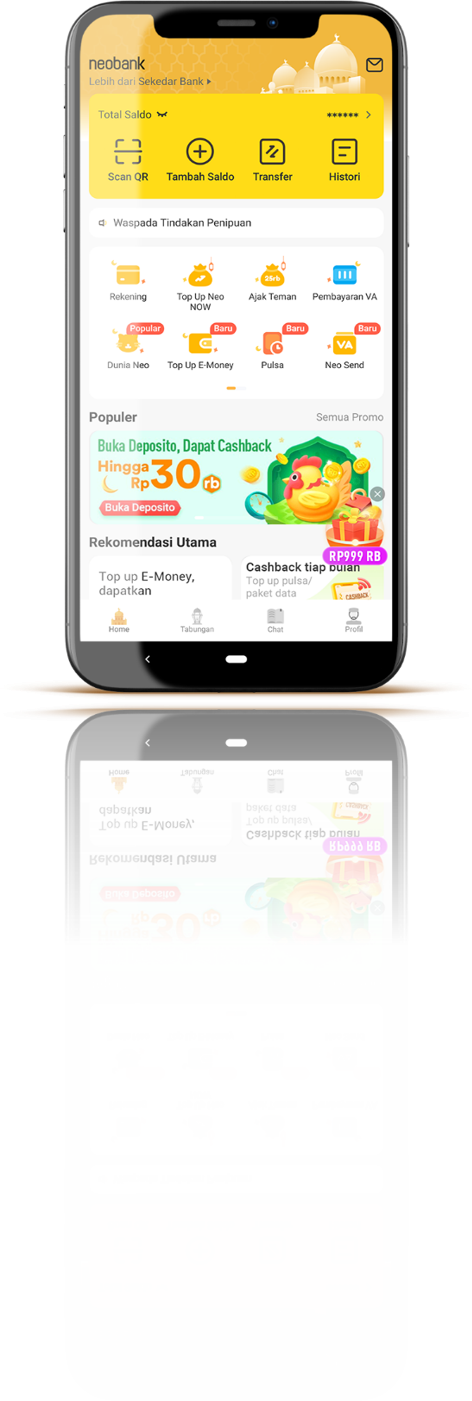 neobank
Lebih dari Sekedar Bank
Total Saldo ******
Scan QR Tambah Saldo Transfer Histori
Waspada Tindakan Penipuan
Rekening Top Up Neo NOW Ajak Teman Pembayaran VA
25rb
Popular Baru Baru Baru
VA
Dunia Neo Top Up E-Money Pulsa Neo Send
Populer Semua Promo
Buka Deposito, Dapat Cashback
Hingga
Rp30rb
Buka Deposito
RP999 RB
Rekomendasi Utama
Top up E-Money,
dapatkan
Cashback tiap bulan
Top up pulsa/
paket data
CASHBACK
Home Tabungan Chat Profil